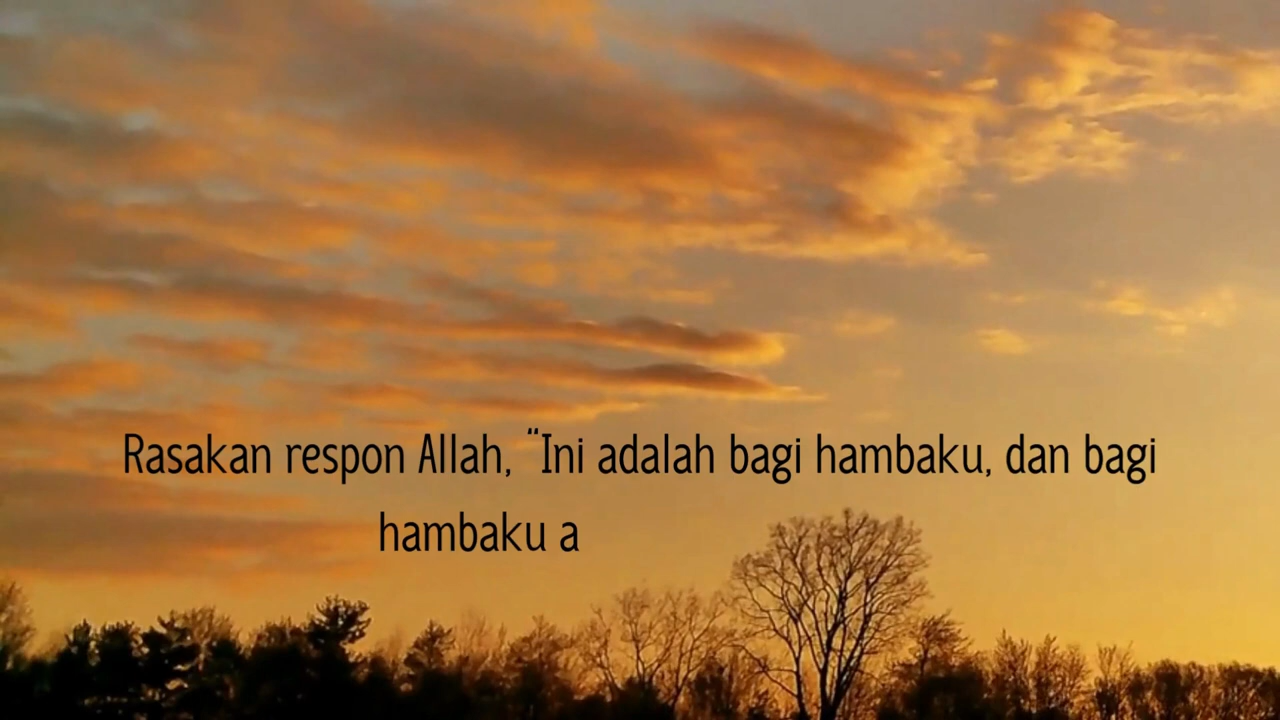 Rasakan respon Allah, “Ini adalah bagi hambaku, dan bagi
hambaku a